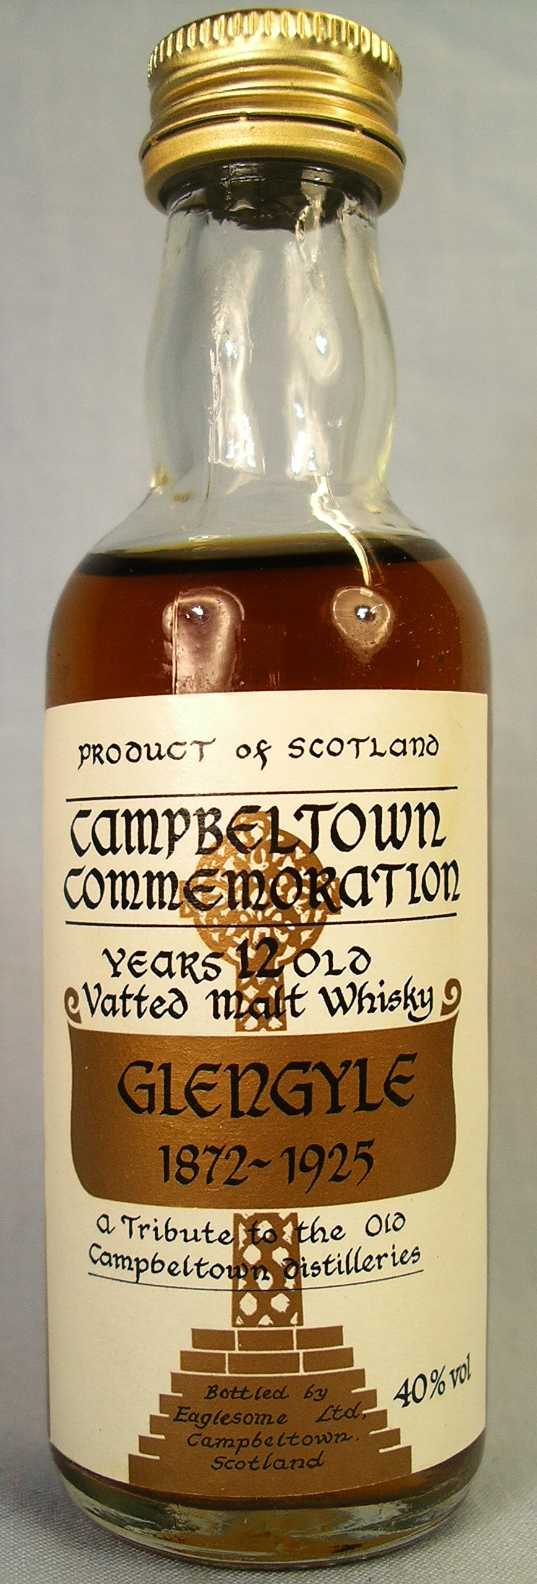 PRODUCT of SCOTLAND
CAMPBELTOWN
COMMEMORATION
YEARS 12 OLD
Vatted Malt Whisky
GLENGYLE
1872~1925
a Tribute to the Old
Campbeltown distilleries
40% vol
Bottled by
Eaglesome Ltd,
Campbeltown.
Scotland